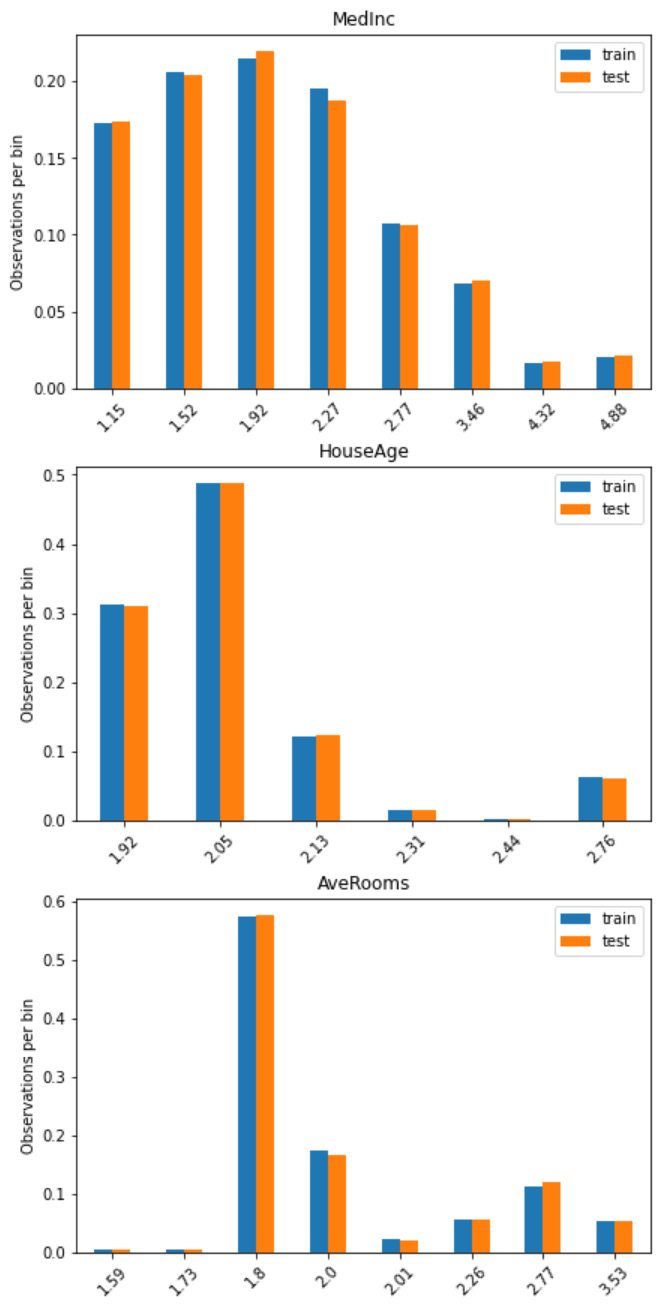 MedInc
train
test
Observations per bin
0.20
0.15
0.10
0.05
0.00
1.15 1.52 1.92 2.27 2.77 3.46 4.32 4.88
HouseAge
train
test
Observations per bin
0.5
0.4
0.3
0.2
0.1
0.0
1.92 2.05 2.13 2.31 2.44 2.76
AveRooms
train
test
Observations per bin
0.6
0.5
0.4
0.3
0.2
0.1
0.0
1.59 1.73 1.8 2.0 2.01 2.26 2.77 3.53